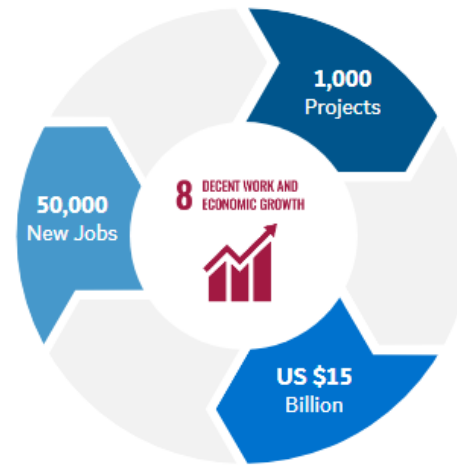 1,000
Projects
8 DECENT WORK AND
ECONOMIC GROWTH
50,000
New Jobs
US $15
Billion